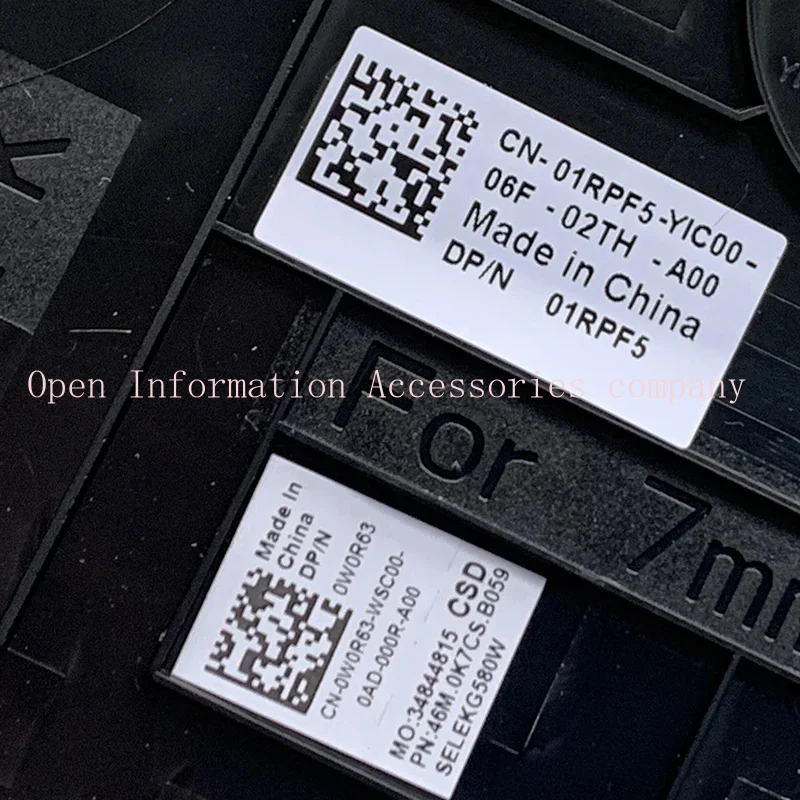 CN- 01RPF5-YIC00-
06F -02TH -A00
Made in China
DP/N 01RPF5
Open Information Accessories company
For 7mm
Made In
China
DP/N 0W0R63
CN-0W0R63-WSC00-
0AD-000R-A00
MO:34844815 CSD
PN:46M.0K7CS.B059
SELEKG580W